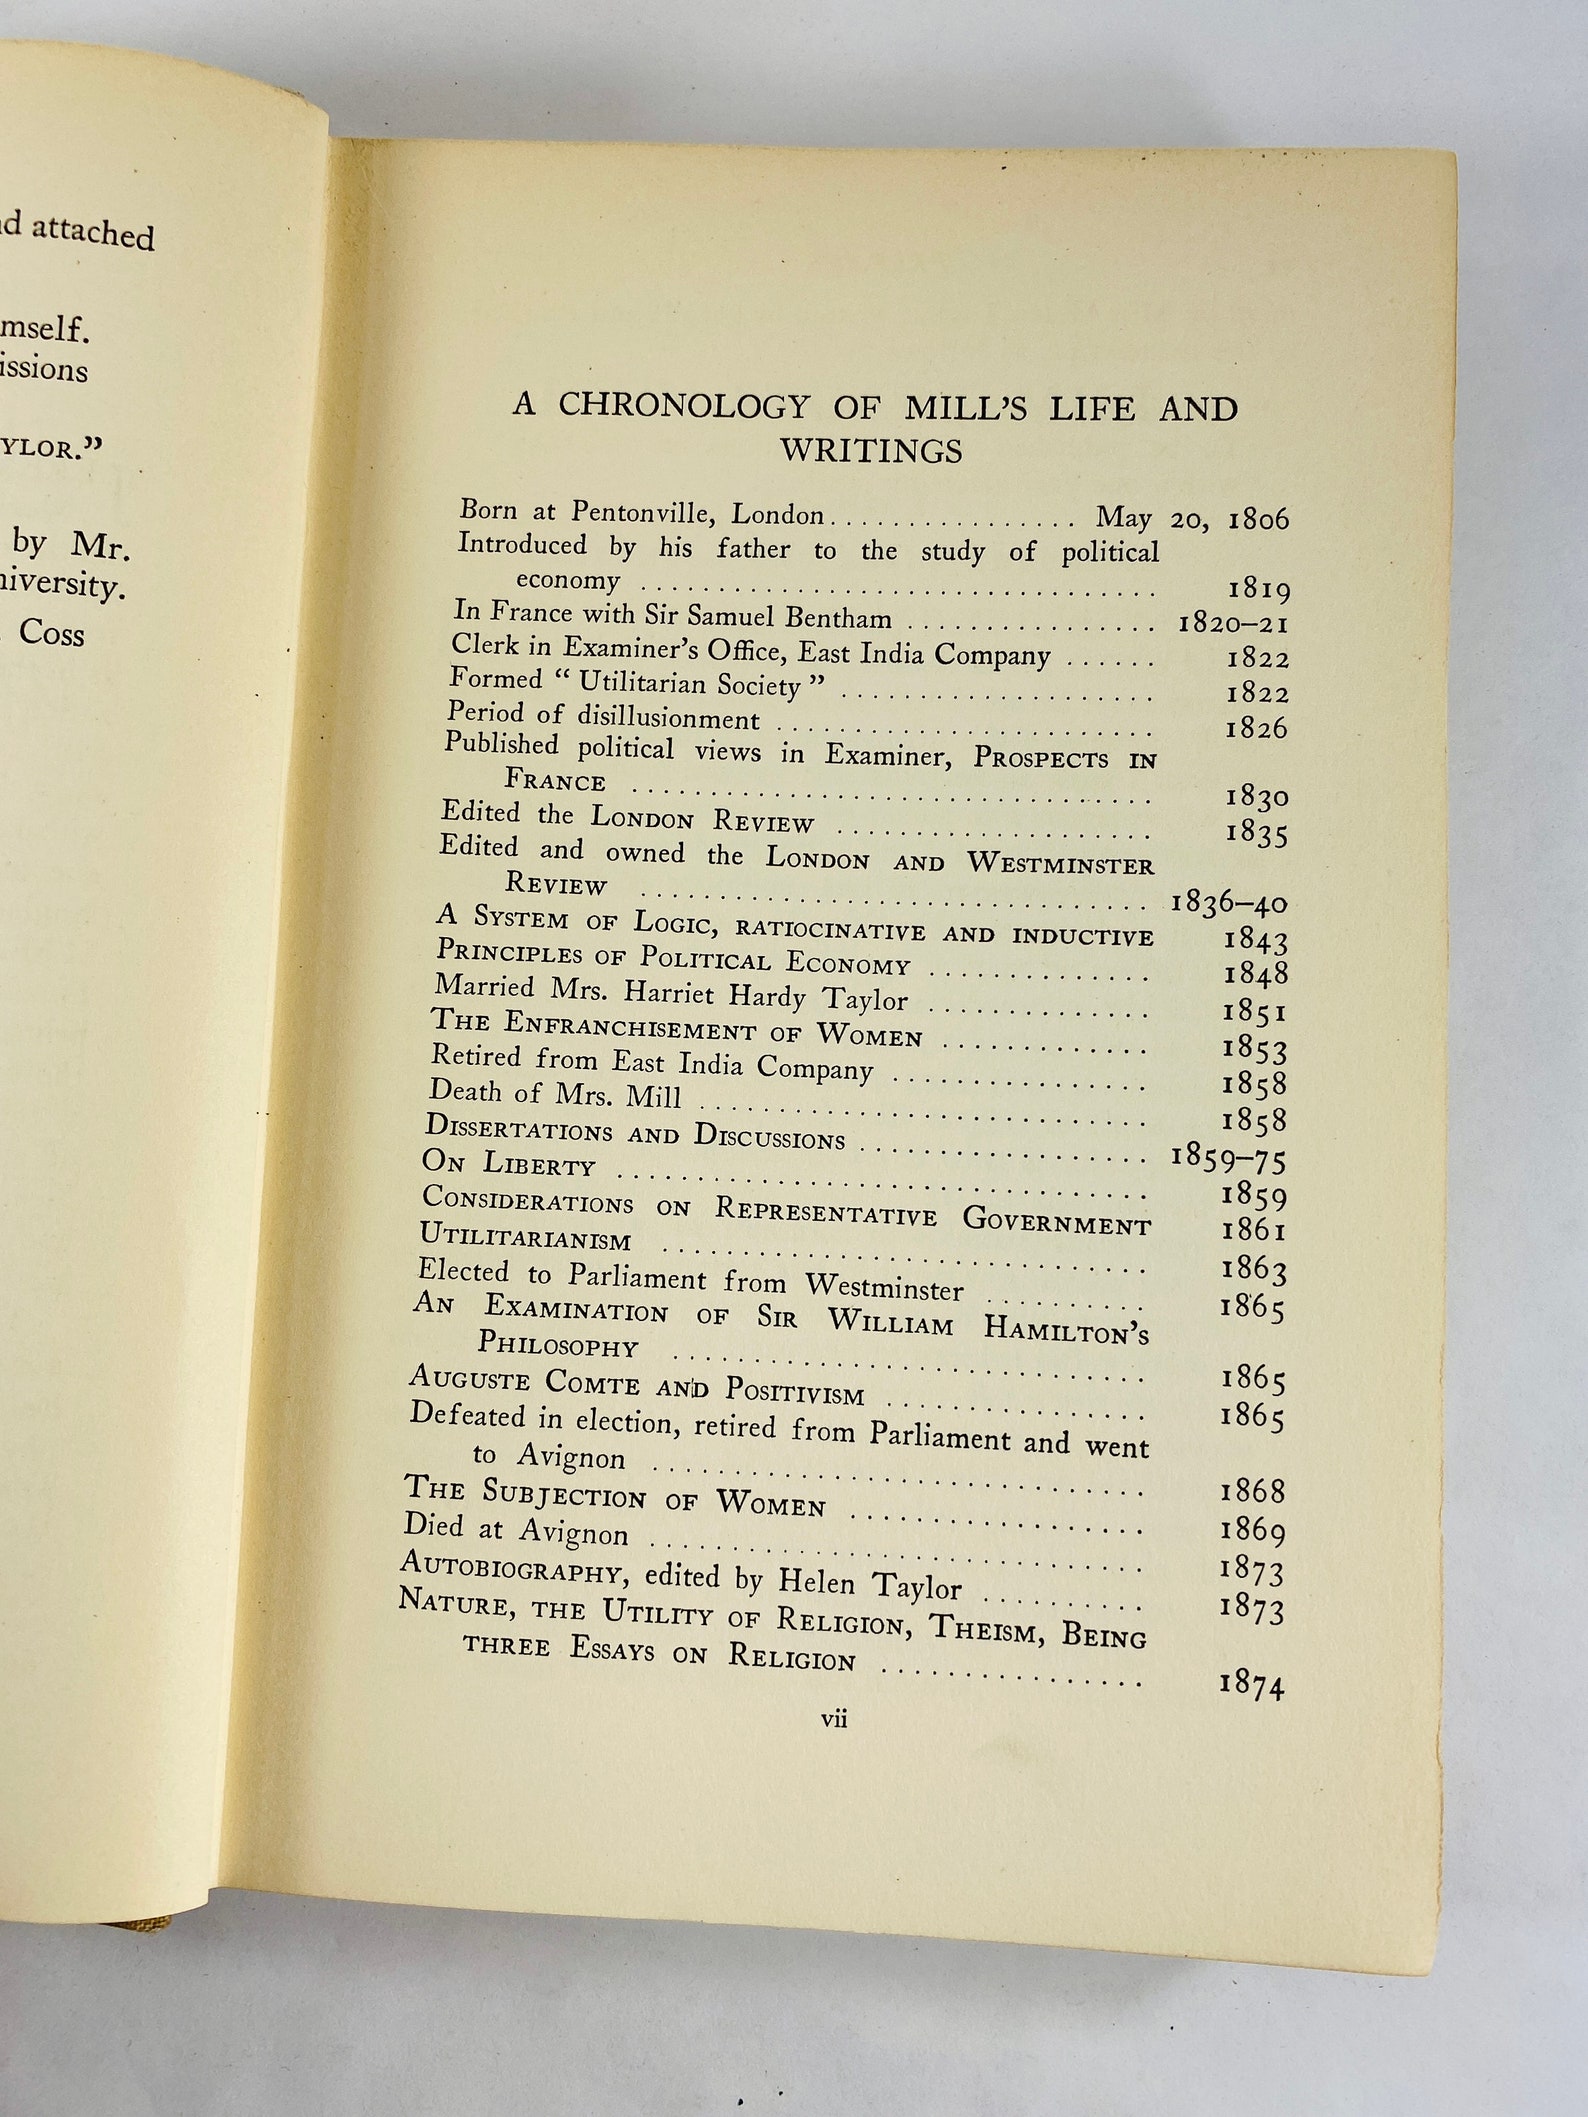 attached
issions
by Mr.
Coss
A CHRONOLOGY OF MILL'S LIFE AND
WRITINGS
Born at Pentonville, London................ May 20, 1806
Introduced by his father to the study of political
economy ................................. 1819
In France with Sir Samuel Bentham ................ 1820–21
Clerk in Examiner's Office, East India Company ...... 1822
Formed “ Utilitarian Society ” .................... 1822
Period of disillusionment ........................ 1826
Published political views in Examiner, PROSPECTS IN
FRANCE ................................. 1830
Edited the LONDON REVIEW .................... 1835
Edited and owned the LONDON AND WESTMINSTER
REVIEW ................................ 1836–40
A SYSTEM OF LOGIC, RATIOCINATIVE AND INDUCTIVE 1843
PRINCIPLES OF POLITICAL ECONOMY .............. 1848
Married Mrs. Harriet Hardy Taylor .............. 1851
THE ENFRANCHISEMENT OF WOMEN ............. 1853
Retired from East India Company ................ 1858
Death of Mrs. Mill ............................ 1858
DISSERTATIONS AND DISCUSSIONS .................. 1859–75
ON LIBERTY ................................. 1859
CONSIDERATIONS ON REPRESENTATIVE GOVERNMENT 1861
UTILITARIANISM .............................. 1863
Elected to Parliament from Westminster .......... 1865
AN EXAMINATION OF SIR WILLIAM HAMILTON'S
PHILOSOPHY .............................. 1865
AUGUSTE COMTE AND POSITIVISM ................ 1865
Defeated in election, retired from Parliament and went
to Avignon ............................... 1868
THE SUBJECTION OF WOMEN .................. 1869
Died at Avignon ............................... 1873
AUTOBIOGRAPHY, edited by Helen Taylor .......... 1873
NATURE, THE UTILITY OF RELIGION, THEISM, BEING
THREE ESSAYS ON RELIGION ................ 1874
vii